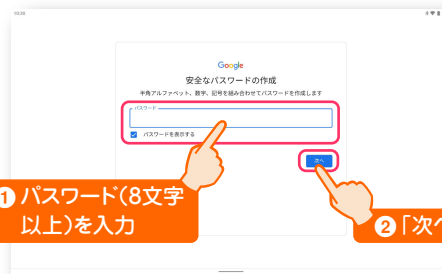 10:49
Google
安全なパスワードの作成
半角アルファベット、数字、記号を組み合わせてパスワードを作成します
パスワード
パスワードを表示する
次へ
1 パスワード(8文字
以上)を入力
2「次へ